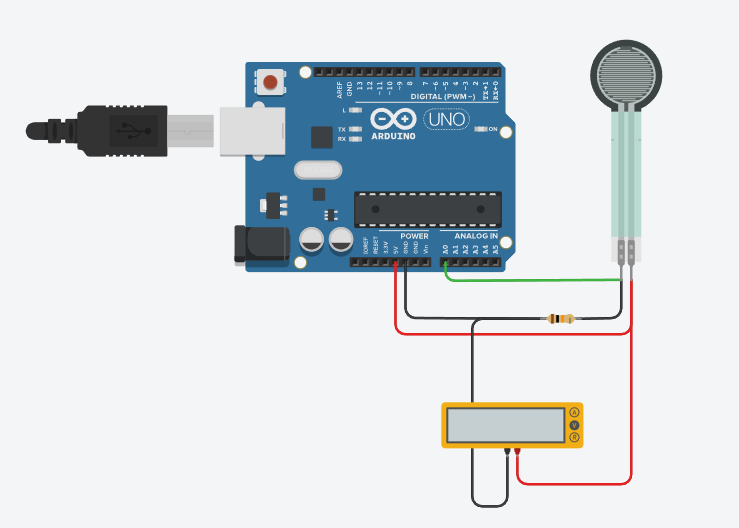 AREF
GND
13
12
~11
~10
~9
8
7
~6
~5
4
~3
2
TX→1
RX←0
DIGITAL (PWM~)
L
TX
RX
ARDUINO
UNO
ON
POWER
ANALOG IN
IOREF
RESET
3.3V
5V
GND
GND
Vin
A0
A1
A2
A3
A4
A5
A
V
R